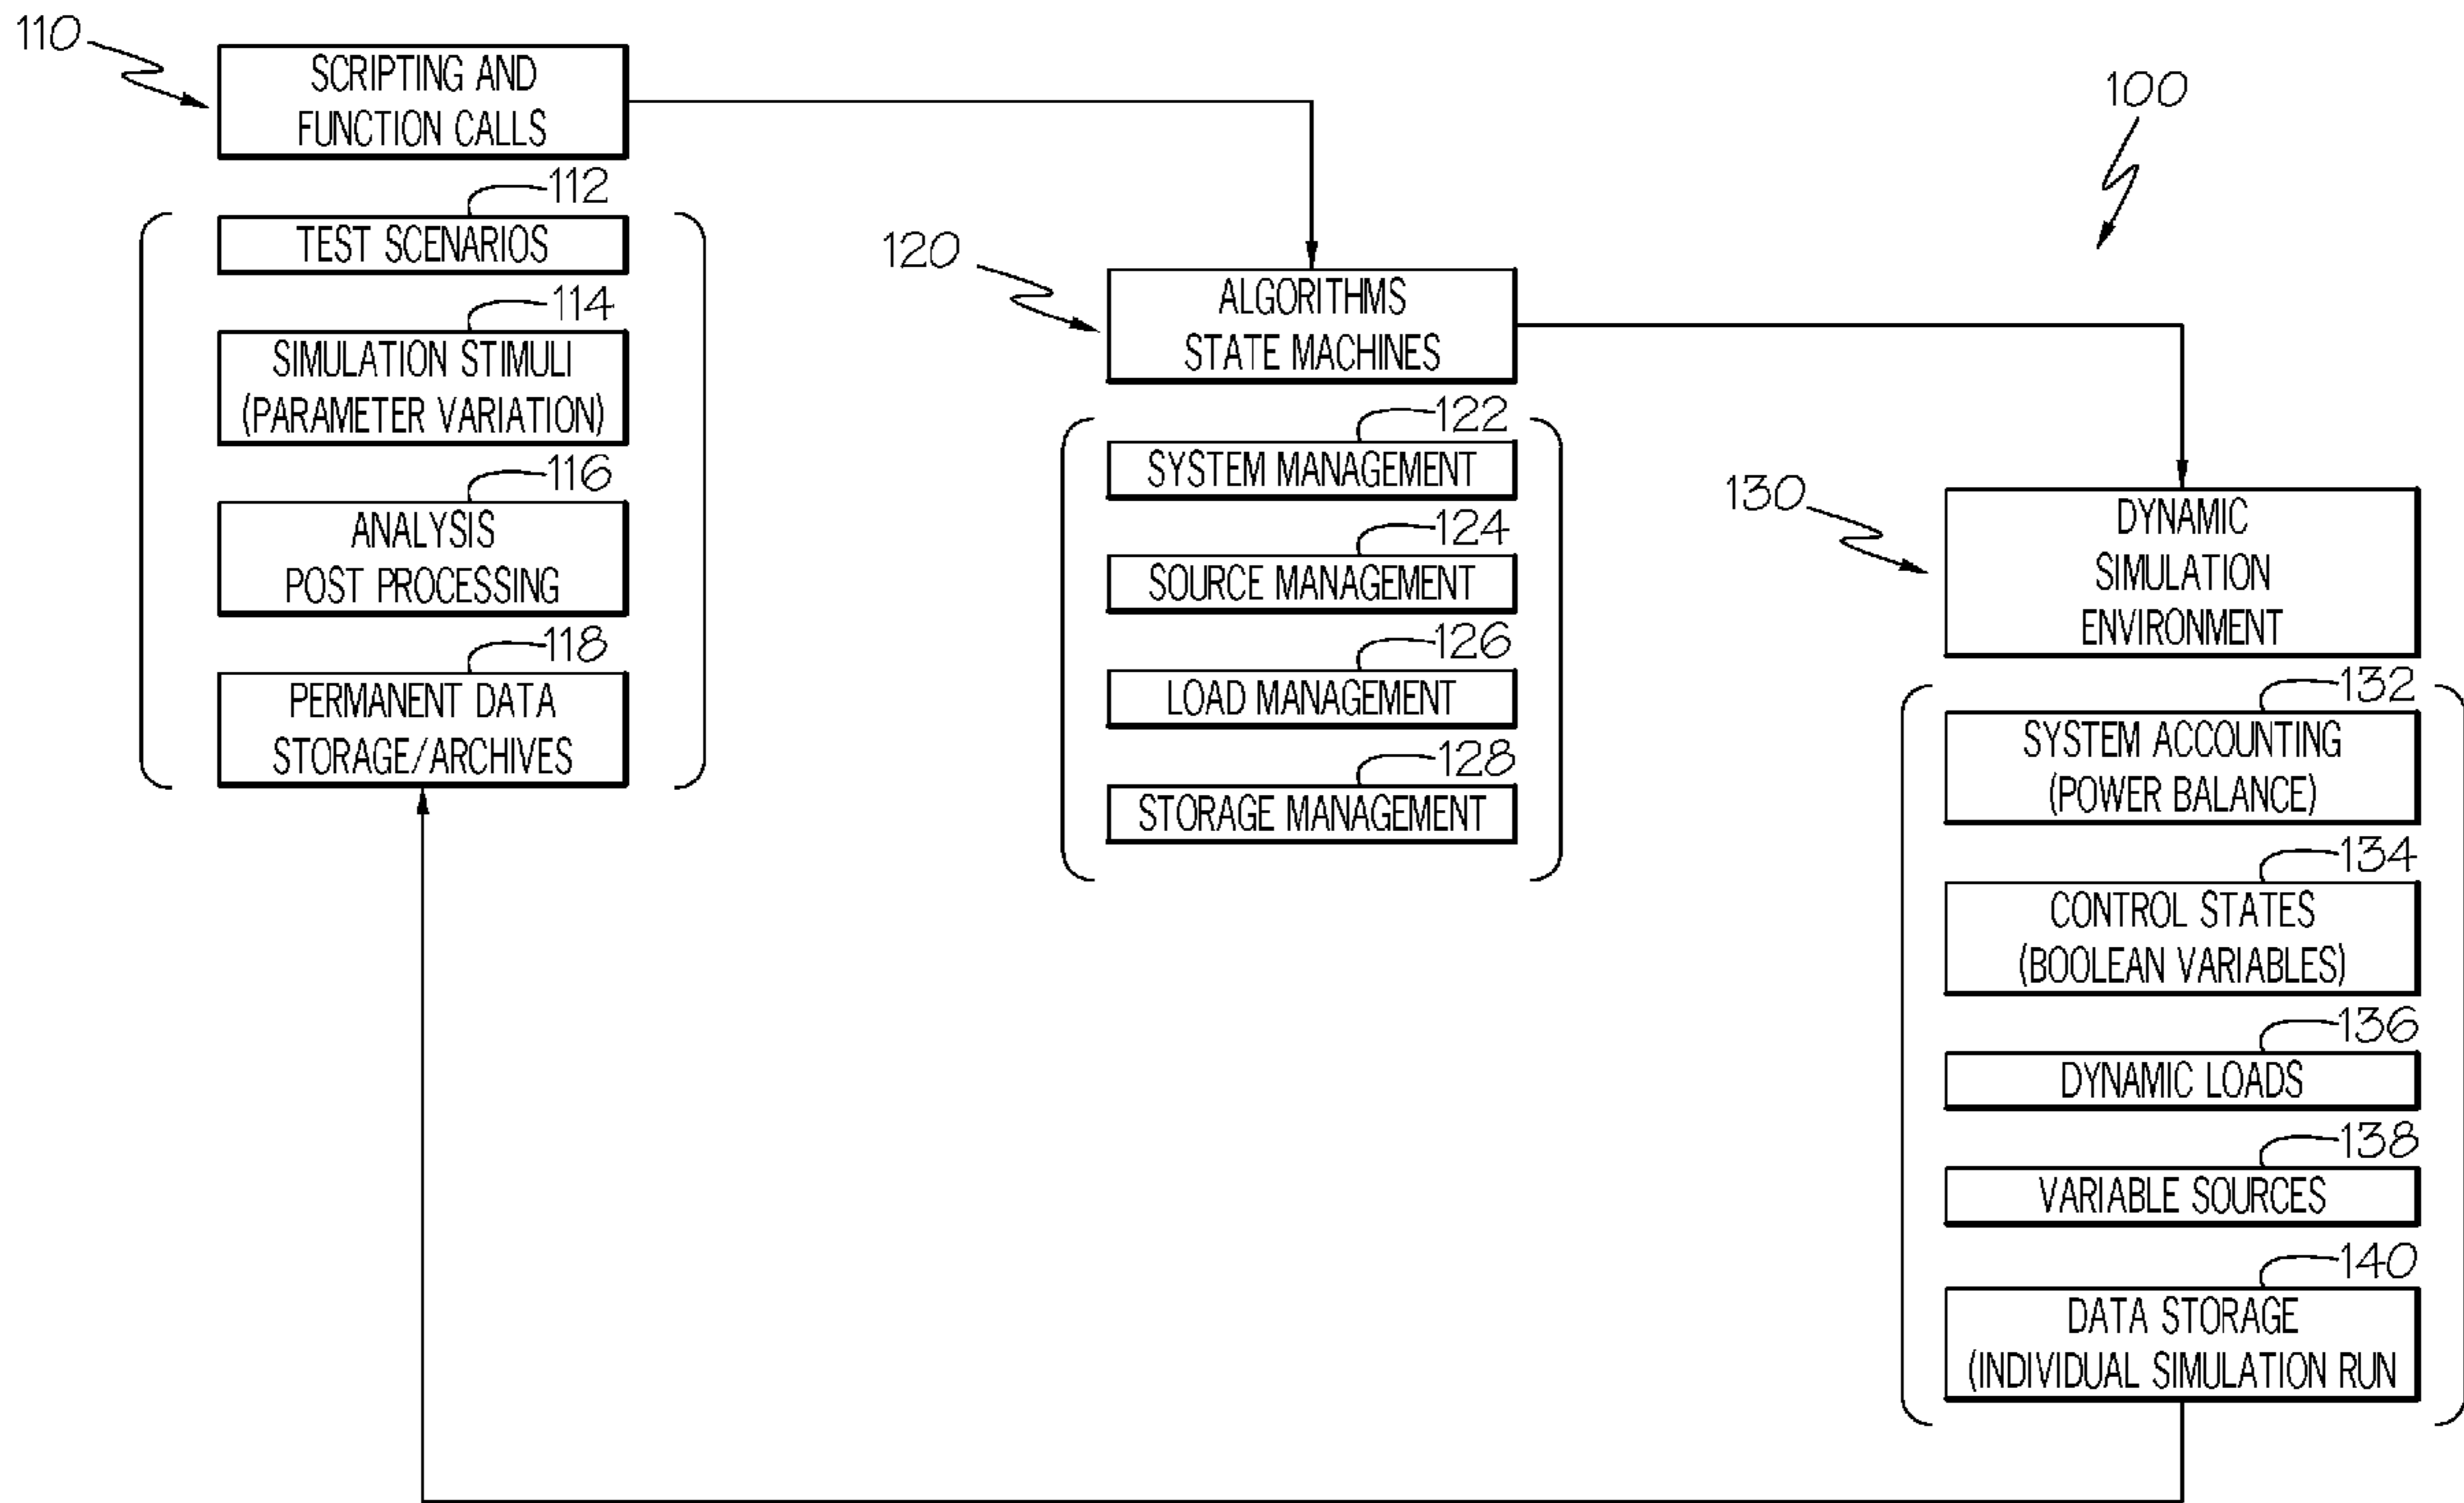 110
SCRIPTING AND
FUNCTION CALLS
112
TEST SCENARIOS
114
SIMULATION STIMULI
(PARAMETER VARIATION)
116
ANALYSIS
POST PROCESSING
118
PERMANENT DATA
STORAGE/ARCHIVES
120
ALGORITHMS
STATE MACHINES
122
SYSTEM MANAGEMENT
124
SOURCE MANAGEMENT
126
LOAD MANAGEMENT
128
STORAGE MANAGEMENT
100
130
DYNAMIC
SIMULATION
ENVIRONMENT
132
SYSTEM ACCOUNTING
(POWER BALANCE)
134
CONTROL STATES
(BOOLEAN VARIABLES)
136
DYNAMIC LOADS
138
VARIABLE SOURCES
140
DATA STORAGE
(INDIVIDUAL SIMULATION RUN